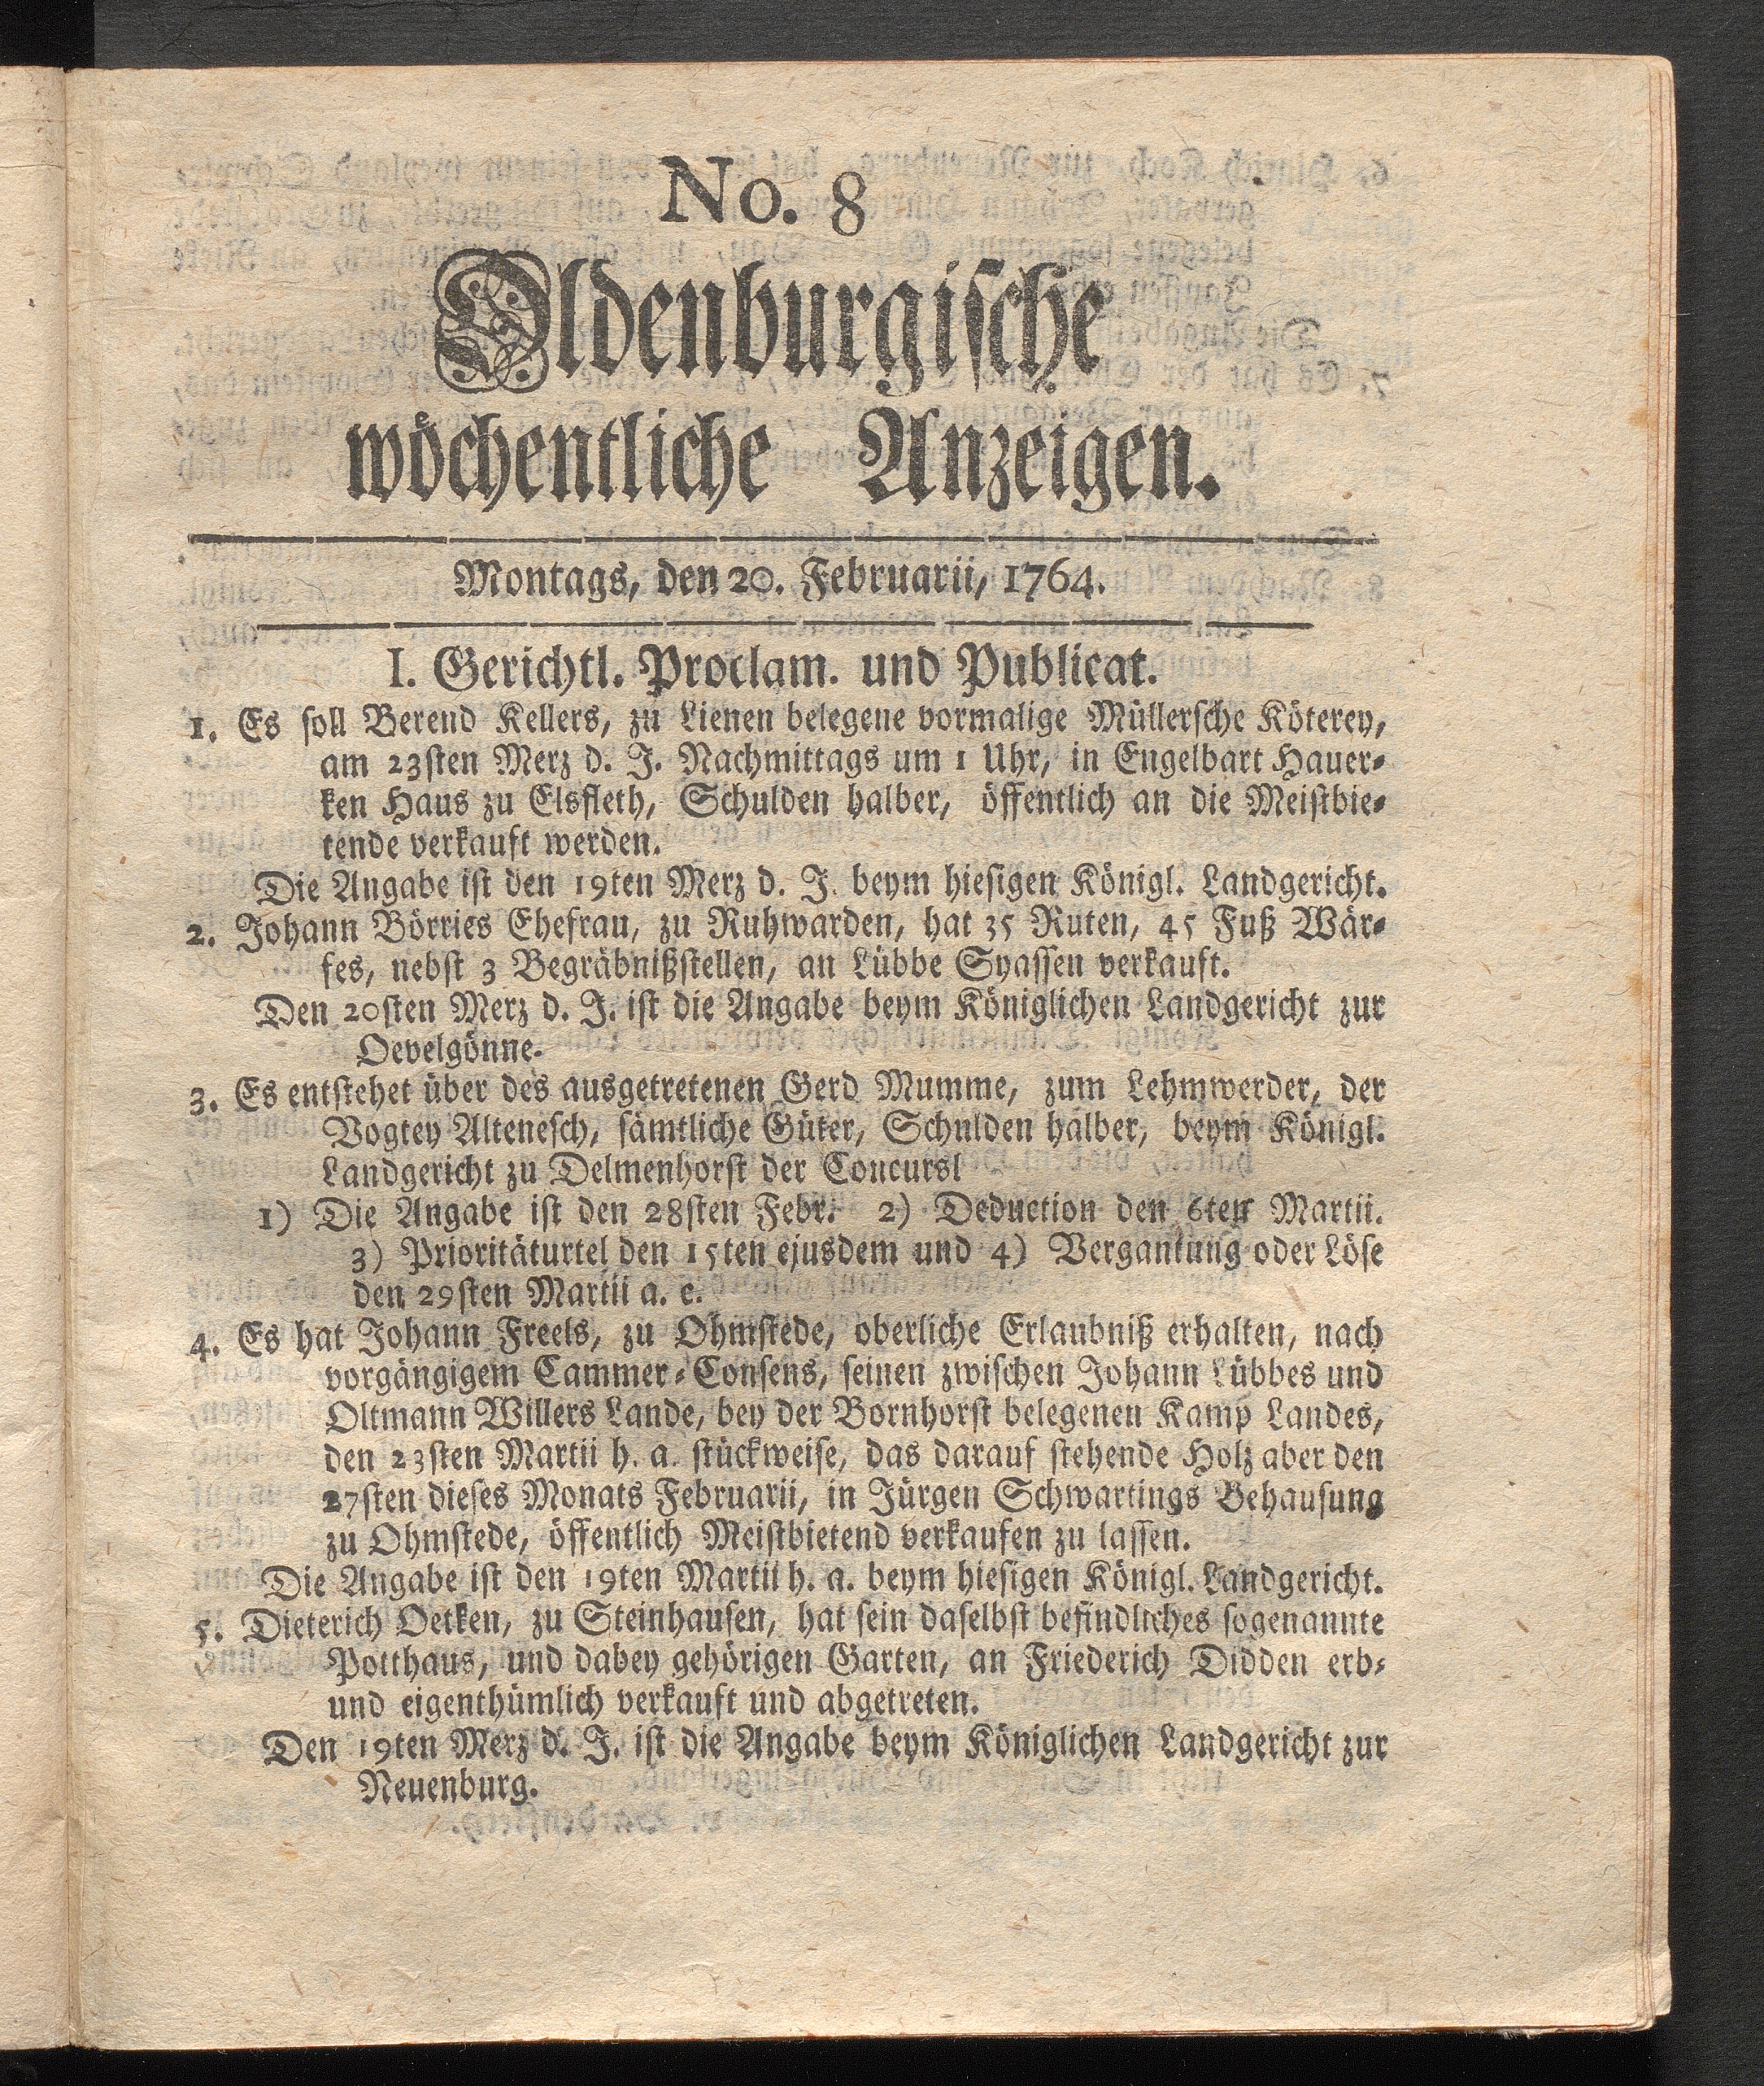 No. 8
Oldenburgische
wöchentliche Anzeigen.
Montags, den 20. Februarii, 1764.
I. Gerichtl. Proclam. und Publicat.
1. Es soll Berend Kellers, zu Lienen belegene vormalige Müllersche Köterey,
am 23sten Merz d. J. Nachmittags um 1 Uhr, in Engelbart Hauer-
ken Haus zu Elsfleth, Schulden halber, öffentlich an die Meistbie-
tende verkauft werden.
Die Angabe ist den 19ten Merz d. J. beym hiesigen Königl. Landgericht.
2. Johann Börries Ehefrau, zu Ruhwarden, hat 35 Ruten, 45 Fuß Wär-
fes, nebst 3 Begräbnißstellen, an Lübbe Syassen verkauft.
Den 20sten Merz d. J. ist die Angabe beym Königlichen Landgericht zur
Oevelgönne.
3. Es entstehet über des ausgetretenen Gerd Mumme, zum Lehmwerder, der
Vogtey Altenesch, sämtliche Güter, Schulden halber, beym Königl.
Landgericht zu Delmenhorst der Concursl
1) Die Angabe ist den 28sten Febr. 2) Deduction den 6ten Martii.
3) Prioritäturtel den 15ten ejusdem und 4) Vergantung oder Löse
den 29sten Martii a. c.
4. Es hat Johann Freels, zu Ohmstede, oberliche Erlaubniß erhalten, nach
vorgängigem Cammer-Consens, seinen zwischen Johann Lübbes und
Oltmann Willers Lande, bey der Bornhorst belegenen Kamp Landes,
den 23sten Martii h. a. stückweise, das darauf stehende Holz aber den
27sten dieses Monats Februarii, in Jürgen Schwartings Behausung
zu Ohmstede, öffentlich Meistbietend verkaufen zu lassen.
Die Angabe ist den 19ten Martii h. a. beym hiesigen Königl. Landgericht.
5. Dieterich Oetken, zu Steinhausen, hat sein daselbst befindliches sogenannte
Potthaus, und dabey gehörigen Garten, an Friederich Didden erb-
und eigenthümlich verkauft und abgetreten.
Den 19ten Merz d. J. ist die Angabe beym Königlichen Landgericht zur
Neuenburg.